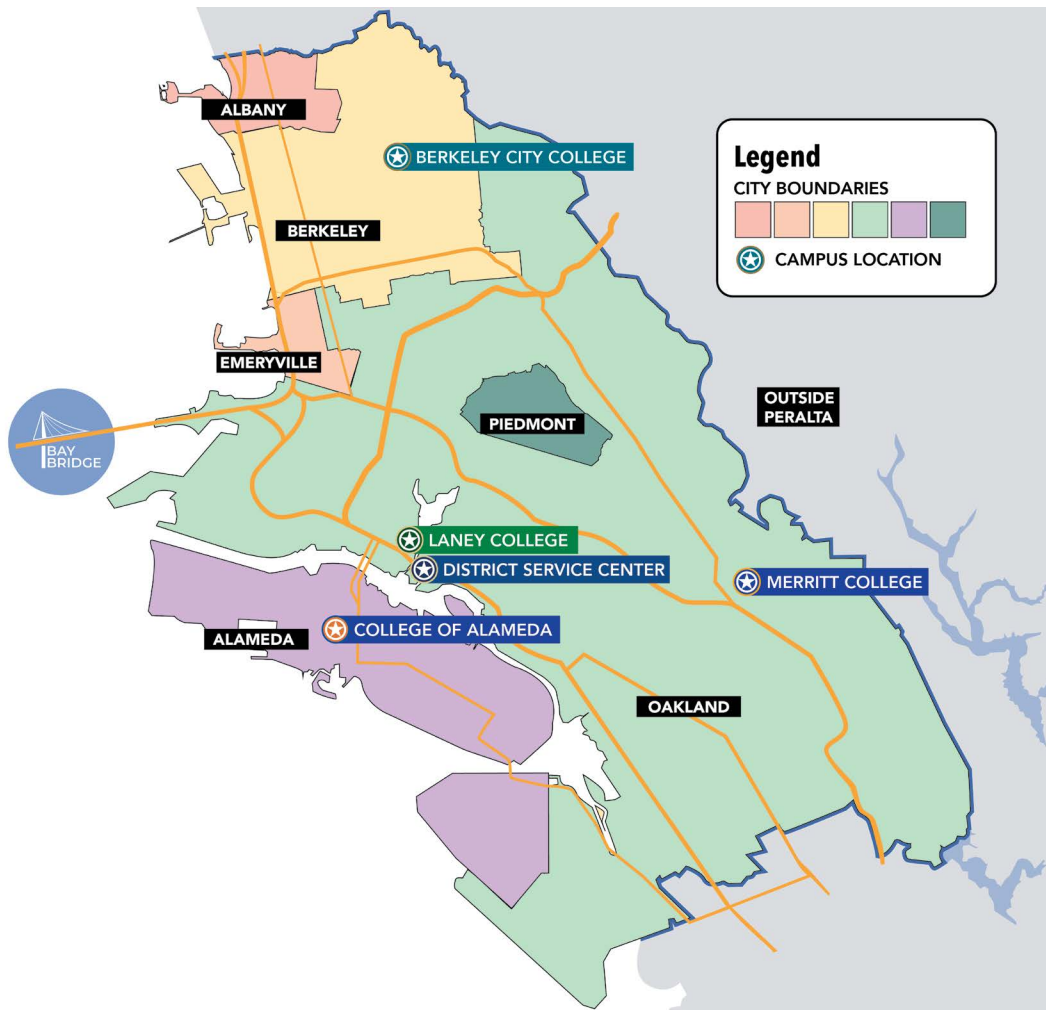 ALBANY
BERKELEY CITY COLLEGE
Legend
CITY BOUNDARIES
CAMPUS LOCATION
BERKELEY
EMERYVILLE
OUTSIDE
PERALTA
PIEDMONT
BAY
BRIDGE
LANEY COLLEGE
DISTRICT SERVICE CENTER
MERRITT COLLEGE
COLLEGE OF ALAMEDA
ALAMEDA
OAKLAND